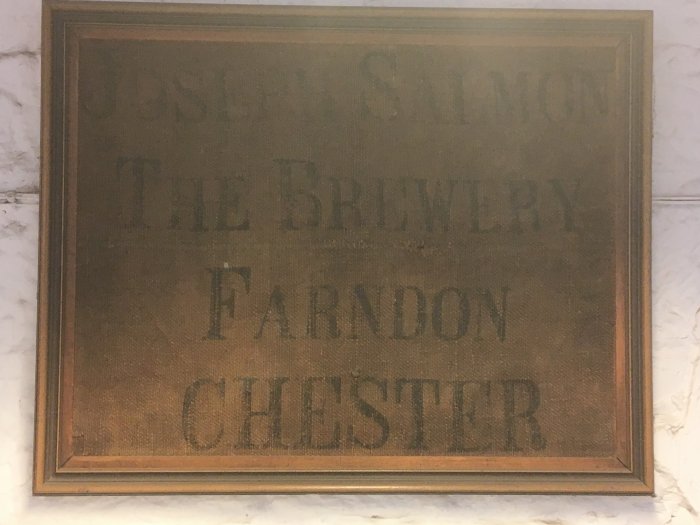 JOSEPH SALMON
THE BREWERY
FARNDON
CHESTER